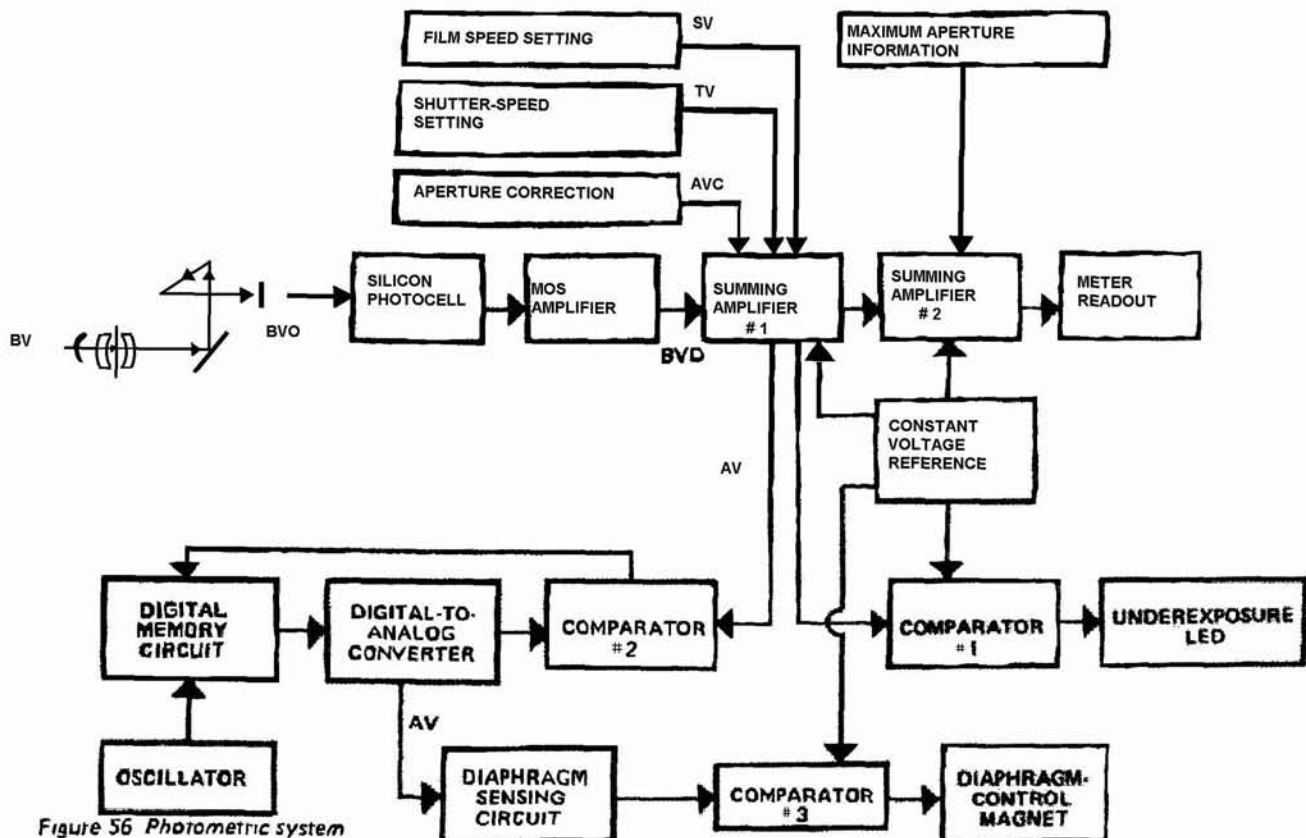 FILM SPEED SETTING
SV
MAXIMUM APERTURE
INFORMATION
SHUTTER-SPEED
SETTING
TV
APERTURE CORRECTION
AVC
BV
BVO
SILICON
PHOTOCELL
MOS
AMPLIFIER
BVD
SUMMING
AMPLIFIER
#1
SUMMING
AMPLIFIER
#2
METER
READOUT
CONSTANT
VOLTAGE
REFERENCE
AV
DIGITAL
MEMORY
CIRCUIT
DIGITAL-TO-
ANALOG
CONVERTER
COMPARATOR
#2
COMPARATOR
#1
UNDEREXPOSURE
LED
AV
OSCILLATOR
DIAPHRAGM
SENSING
CIRCUIT
COMPARATOR
#3
DIAPHRAGM-
CONTROL
MAGNET
Figure 56 Photometric system